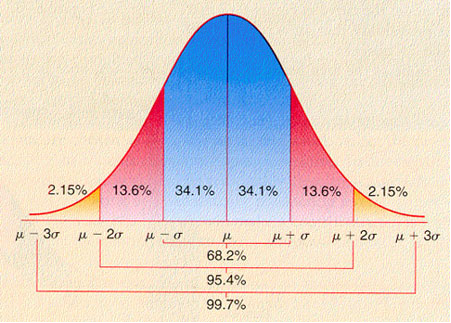 2.15% 13.6% 34.1% 34.1% 13.6% 2.15%
μ − 3σ μ − 2σ μ − σ μ μ + σ μ + 2σ μ + 3σ
68.2%
95.4%
99.7%